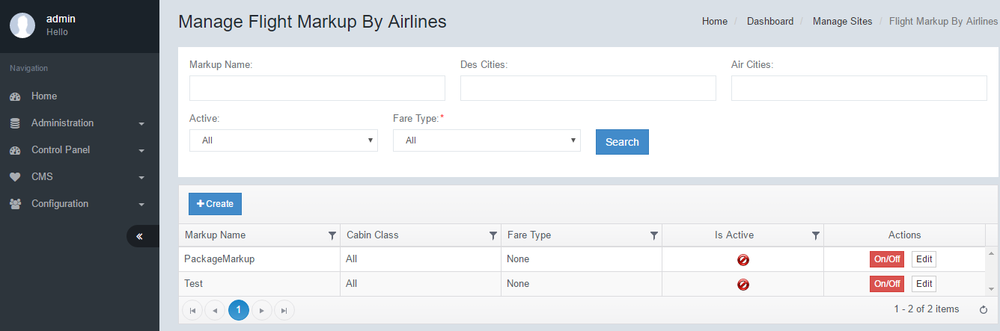 admin
Hello
Navigation
Home
Administration
Control Panel
CMS
Configuration
Manage Flight Markup By Airlines
Home / Dashboard / Manage Sites / Flight Markup By Airlines
Markup Name: Des Cities: Air Cities:
Active: Fare Type:*
All All Search
Create
Markup Name Cabin Class Fare Type Is Active Actions
PackageMarkup All None On/Off Edit
Test All None On/Off Edit
1 1 - 2 of 2 items